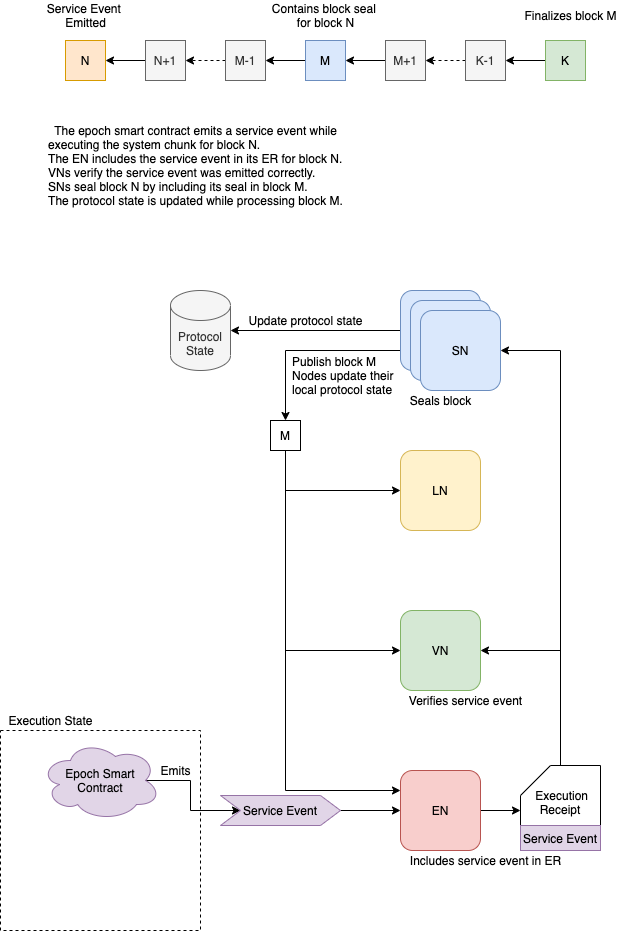 Service Event
Emitted
Contains block seal
for block N
Finalizes block M
N
N+1
M-1
M
M+1
K-1
K
The epoch smart contract emits a service event while
executing the system chunk for block N.
The EN includes the service event in its ER for block N.
VNs verify the service event was emitted correctly.
SNs seal block N by including its seal in block M.
The protocol state is updated while processing block M.
Protocol
State
Update protocol state
SN
Publish block M
Nodes update their
local protocol state
Seals block
M
LN
VN
Verifies service event
Execution State
Epoch Smart
Contract
Emits
Service Event
EN
Execution
Receipt
Service Event
Includes service event in ER